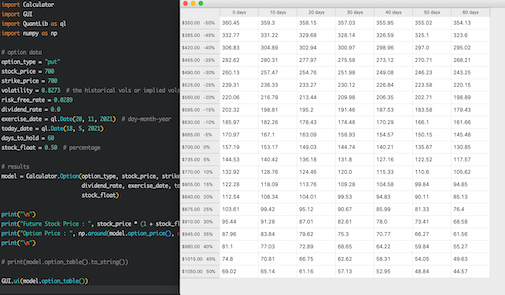 import Calculator
import GUI
import QuantLib as ql
import numpy as np
# option data
option_type = "put"
stock_price = 700
strike_price = 700
volatility = 0.8273 # the historical vols or implied vols
risk_free_rate = 0.0289
dividend_rate = 0.0
exercise_date = ql.Date(20, 11, 2021) # day-month-year
today_date = ql.Date(18, 5, 2021)
days_to_hold = 60
stock_float = 0.50 # percentage
# results
model = Calculator.Option(option_type, stock_price, strike
dividend_rate, exercise_date, to
stock_float)
print("\n")
print("Future Stock Price : ", stock_price * (1 + stock_fl
print("Option Price : ", np.around(model.option_price(),
print("\n")
# print(model.option_table().to_string())
GUI.ui(model.option_table())
0 days 10 days 20 days 30 days 40 days 50 days 60 days
$350.00 -50% 360.45 359.3 358.15 357.03 355.95 355.02 354.13
$385.00 -45% 332.77 331.22 329.68 328.14 326.59 325.1 323.6
$420.00 -40% 306.83 304.89 302.94 300.97 298.96 297.0 295.02
$455.00 -35% 282.62 280.31 277.97 275.58 273.12 270.71 268.21
$490.00 -30% 260.13 257.47 254.76 251.98 249.08 246.23 243.25
$525.00 -25% 239.31 236.33 233.27 230.12 226.84 223.58 220.15
$560.00 -20% 220.06 216.79 213.44 209.98 206.35 202.71 198.89
$595.00 -15% 202.32 198.81 195.2 191.46 187.53 183.58 179.43
$630.00 -10% 185.97 182.26 178.43 174.48 170.29 166.1 161.66
$665.00 -5% 170.97 167.1 163.09 158.93 154.57 150.15 145.48
$700.00 0% 157.19 153.17 149.03 144.74 140.21 135.67 130.85
$735.00 5% 144.53 140.42 136.18 131.8 127.16 122.52 117.57
$770.00 10% 132.92 128.76 124.46 120.0 115.33 110.6 105.62
$805.00 15% 122.28 118.09 113.76 109.28 104.58 99.84 94.85
$840.00 20% 112.54 108.34 104.01 99.53 94.83 90.11 85.13
$875.00 25% 103.61 99.42 95.12 90.67 85.99 81.33 76.4
$910.00 30% 95.44 91.28 87.01 82.61 78.0 73.41 68.58
$945.00 35% 87.96 83.84 79.62 75.3 70.77 66.27 61.56
$980.00 40% 81.1 77.03 72.89 68.65 64.22 59.84 55.27
$1015.00 45% 74.8 70.81 66.75 62.62 58.31 54.05 49.63
$1050.00 50% 69.02 65.14 61.16 57.13 52.95 48.84 44.57